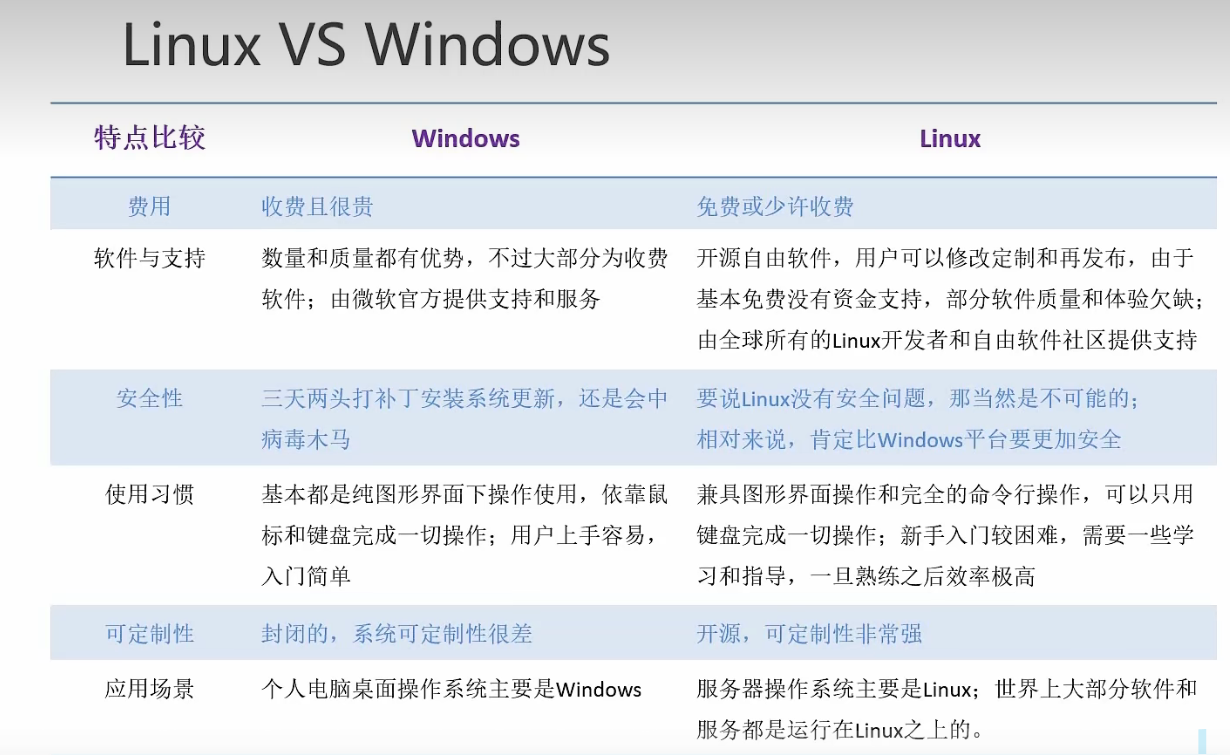 Linux VS Windows
特点比较 Windows Linux
费用 收费且很贵 免费或少许收费
软件与支持 数量和质量都有优势，不过大部分为收费 开源自由软件，用户可以修改定制和再发布，由于
软件；由微软官方提供支持和服务 基本免费没有资金支持，部分软件质量和体验欠缺；
由全球所有的Linux开发者和自由软件社区提供支持
安全性 三天两头打补丁安装系统更新，还是会中 要说Linux没有安全问题，那当然是不可能的；
病毒木马 相对来说，肯定比Windows平台要更加安全
使用习惯 基本都是纯图形界面下操作使用，依靠鼠 兼具图形界面操作和完全的命令行操作，可以只用
标和键盘完成一切操作；用户上手容易， 键盘完成一切操作；新手入门较困难，需要一些学
入门简单 习和指导，一旦熟练之后效率极高
可定制性 封闭的，系统可定制性很差 开源，可定制性非常强
应用场景 个人电脑桌面操作系统主要是Windows 服务器操作系统主要是Linux；世界上大部分软件和
服务都是运行在Linux之上的。